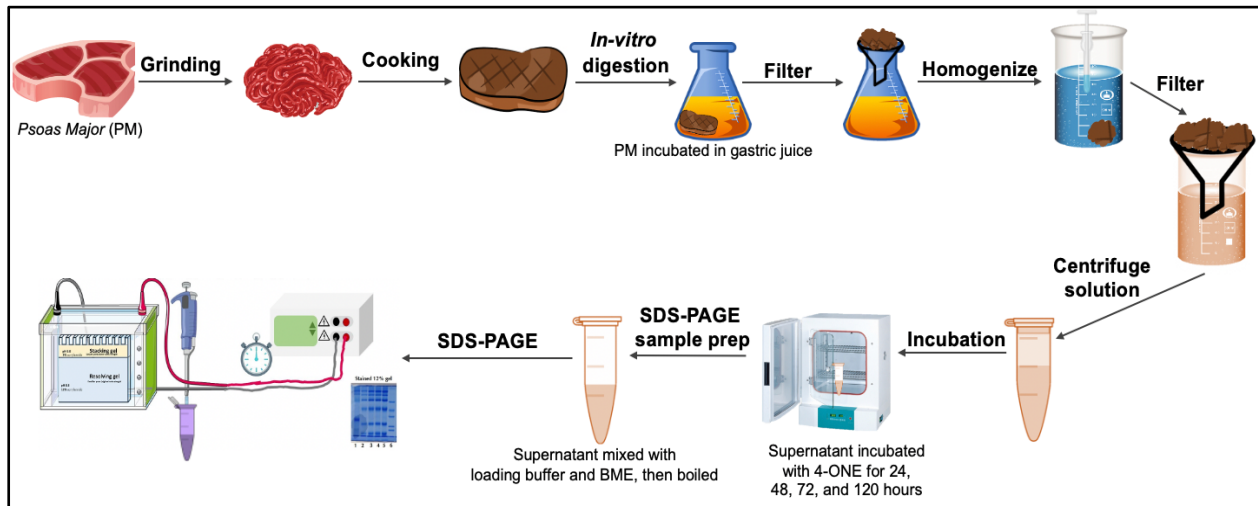 Grinding
Cooking
In-vitro
digestion
Filter
Homogenize
Filter
Psoas Major (PM)
PM incubated in gastric juice
Centrifuge
solution
Incubation
SDS-PAGE
sample prep
SDS-PAGE
Stacking gel
Resolving gel
Stained 12% gel
1 2 3 4 5 6
Supernatant mixed with
loading buffer and BME, then boiled
Supernatant incubated
with 4-ONE for 24,
48, 72, and 120 hours